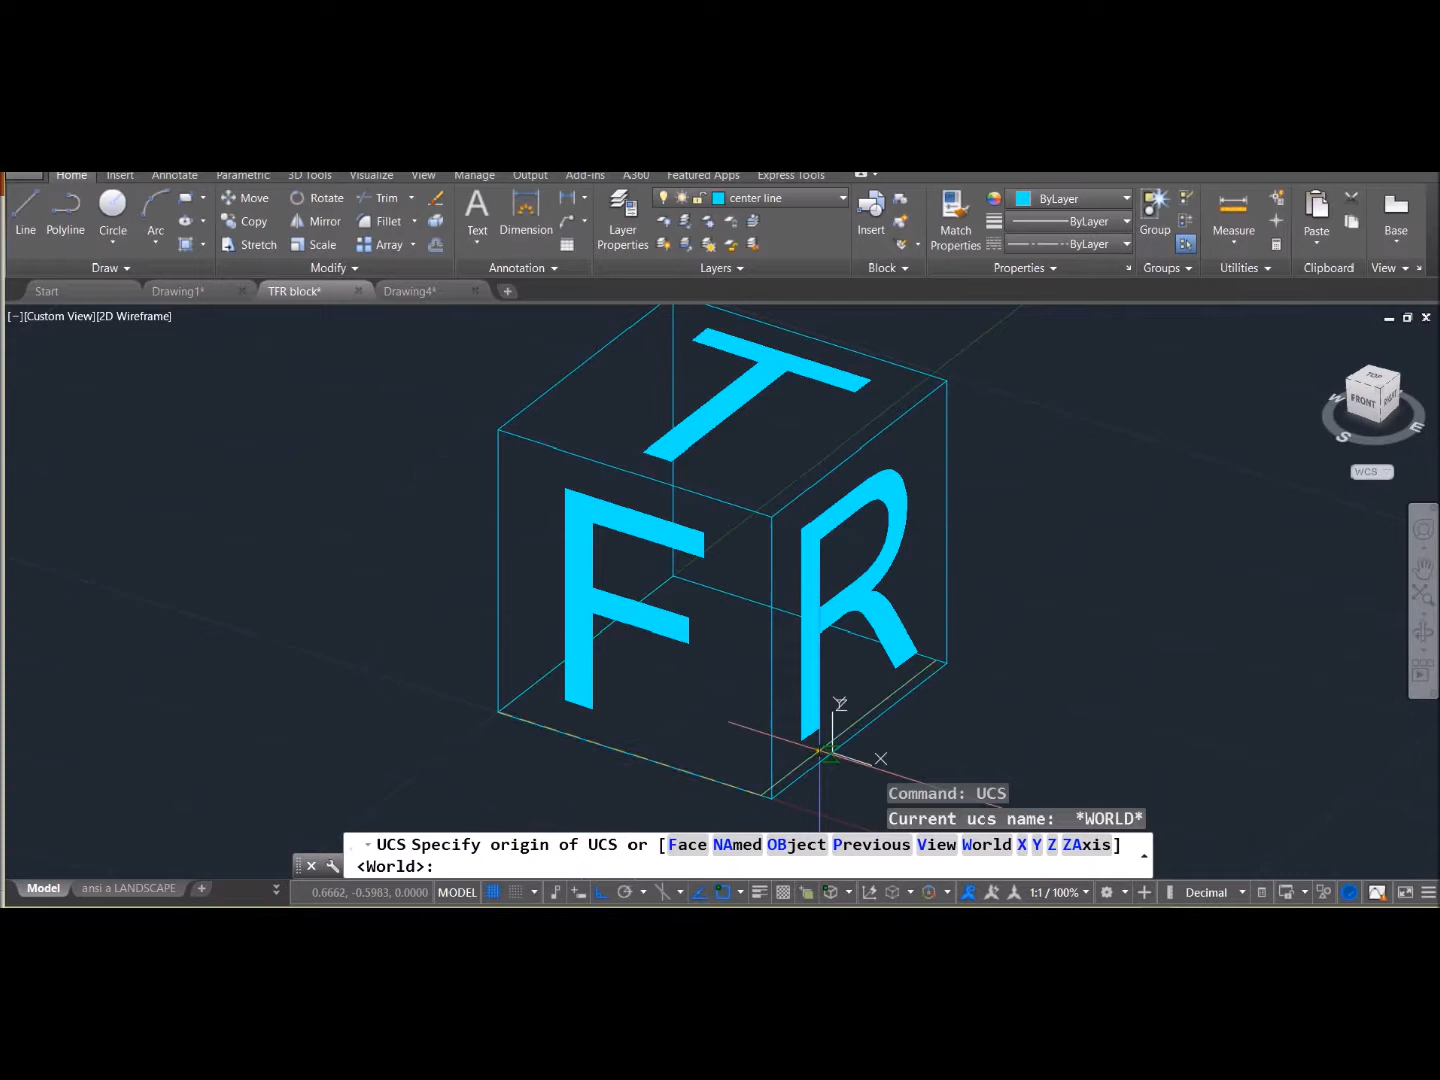 Home Insert Annotate Parametric 3D Tools Visualize View Manage Output Add-ins A360 Featured Apps Express Tools
Line Polyline Circle Arc
Move Rotate Trim
Copy Mirror Fillet
Stretch Scale Array
Text Dimension
Layer Properties
center line
Insert
Match Properties
ByLayer
ByLayer
ByLayer
Group Measure Paste Base
Draw Modify Annotation Layers Block Properties Groups Utilities Clipboard View
Start Drawing1* TFR block* Drawing4*
[−][Custom View][2D Wireframe]
T
F R
TOP
FRONT RIGHT
W S E
WCS
Y
X
Command: UCS
Current ucs name: *WORLD*
UCS Specify origin of UCS or [Face NAmed OBject Previous View World X Y Z ZAxis]
<World>:
Model ansi a LANDSCAPE
0.6662, -0.5983, 0.0000 MODEL 1:1 / 100% Decimal